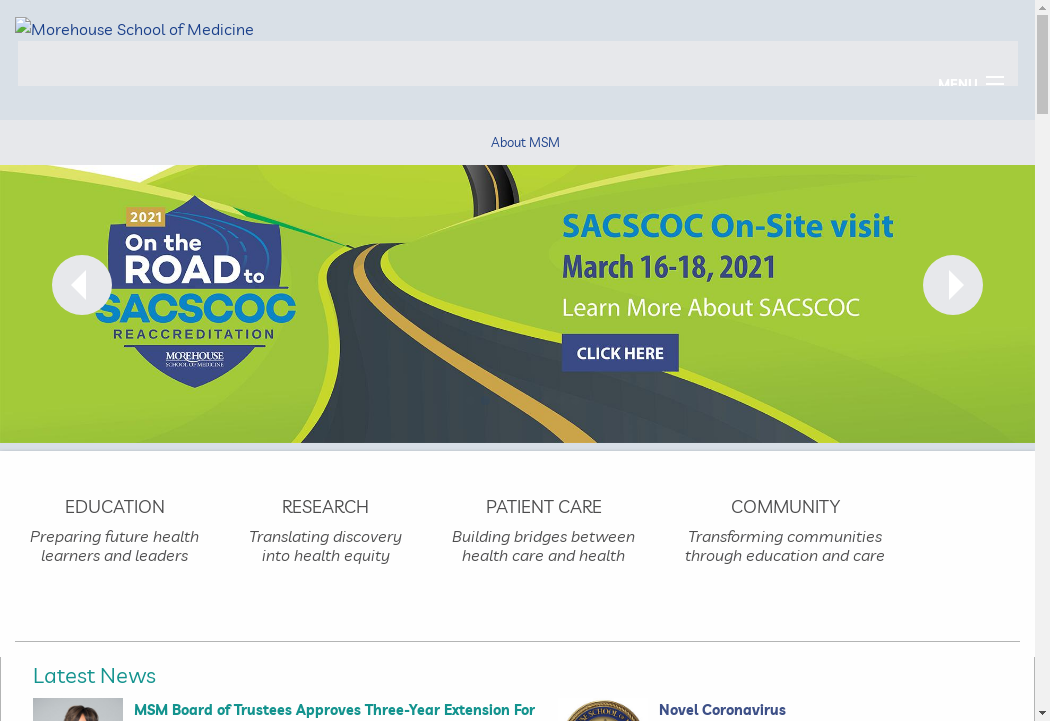 Morehouse School of Medicine
MENU
About MSM
2021
On the
ROAD to
SACSCOC
REACCREDITATION
MOREHOUSE
SCHOOL OF MEDICINE
SACSCOC On-Site visit
March 16-18, 2021
Learn More About SACSCOC
CLICK HERE
EDUCATION
Preparing future health
learners and leaders
RESEARCH
Translating discovery
into health equity
PATIENT CARE
Building bridges between
health care and health
COMMUNITY
Transforming communities
through education and care
Latest News
MSM Board of Trustees Approves Three-Year Extension For
Novel Coronavirus